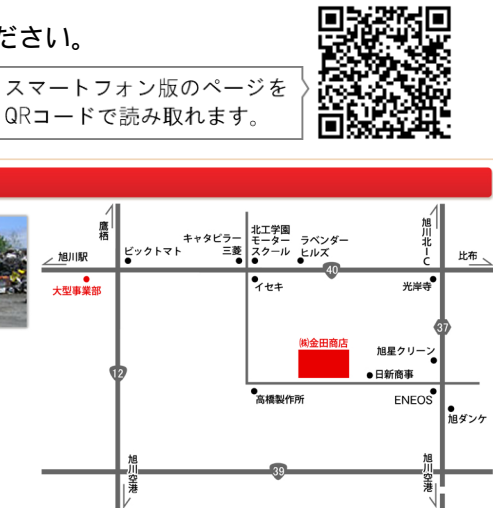 ださい。
スマートフォン版のページを
QRコードで読み取れます。
鷹栖
旭川北IC
旭川駅
ビックトマト
キャタピラー
三菱
北工学園
モーター
スクール
ラベンダー
ヒルズ
比布
大型事業部
イセキ
40
光岸寺
37
㈱金田商店
旭星クリーン
日新商事
12
高橋製作所
ENEOS
旭ダンケ
旭川空港
39
旭川空港